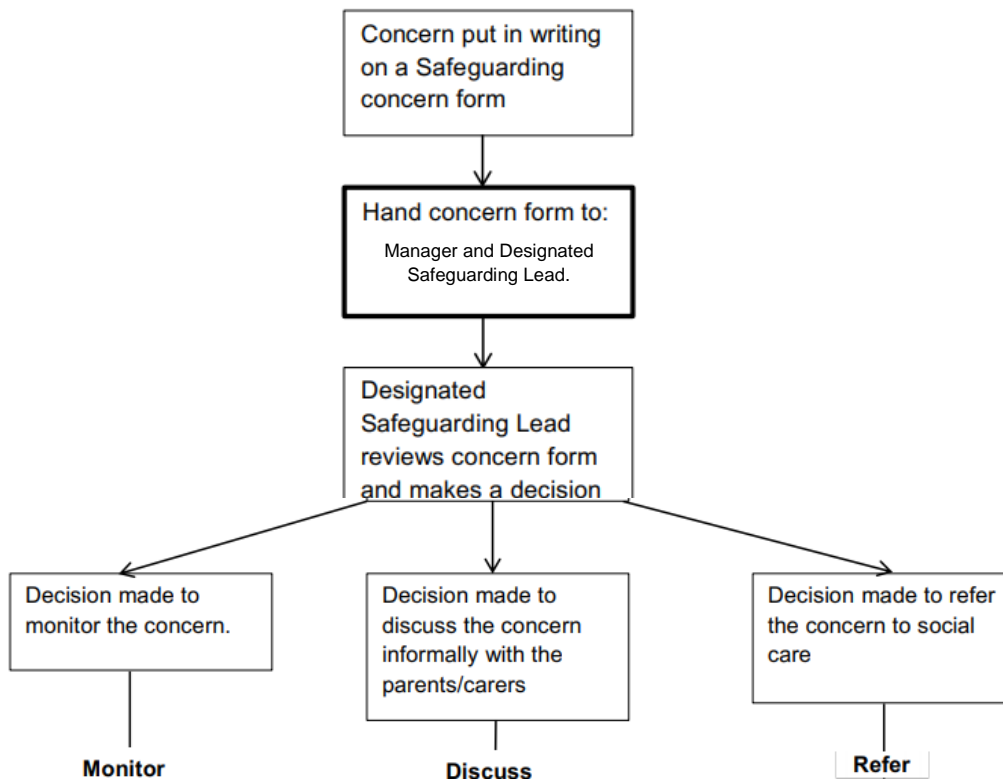 Concern put in writing
on a Safeguarding
concern form
Hand concern form to:
Manager and Designated
Safeguarding Lead.
Designated
Safeguarding Lead
reviews concern form
and makes a decision
Decision made to
monitor the concern.
Decision made to
discuss the concern
informally with the
parents/carers
Decision made to refer
the concern to social
care
Monitor
Discuss
Refer